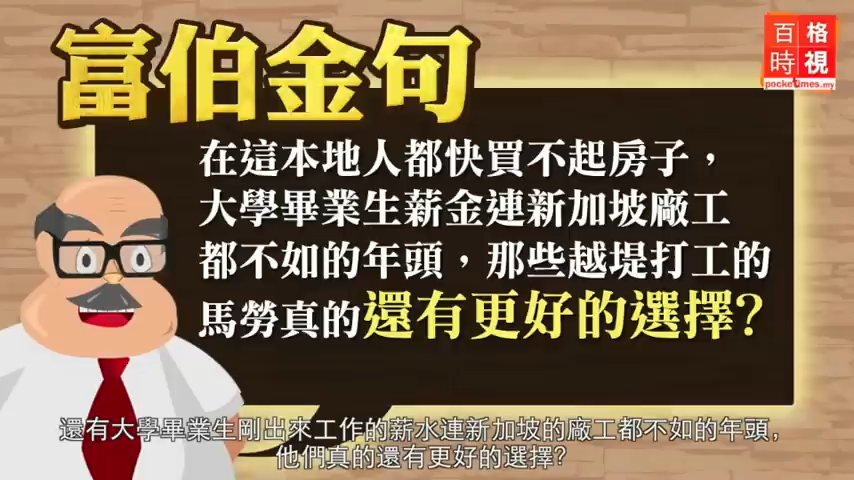 富伯金句
百格
時視
pocketimes.my
在這本地人都快買不起房子，
大學畢業生薪金連新加坡廠工
都不如的年頭，那些越堤打工的
馬勞真的還有更好的選擇？
還有大學畢業生剛出來工作的薪水連新加坡的廠工都不如的年頭，
他們真的還有更好的選擇？